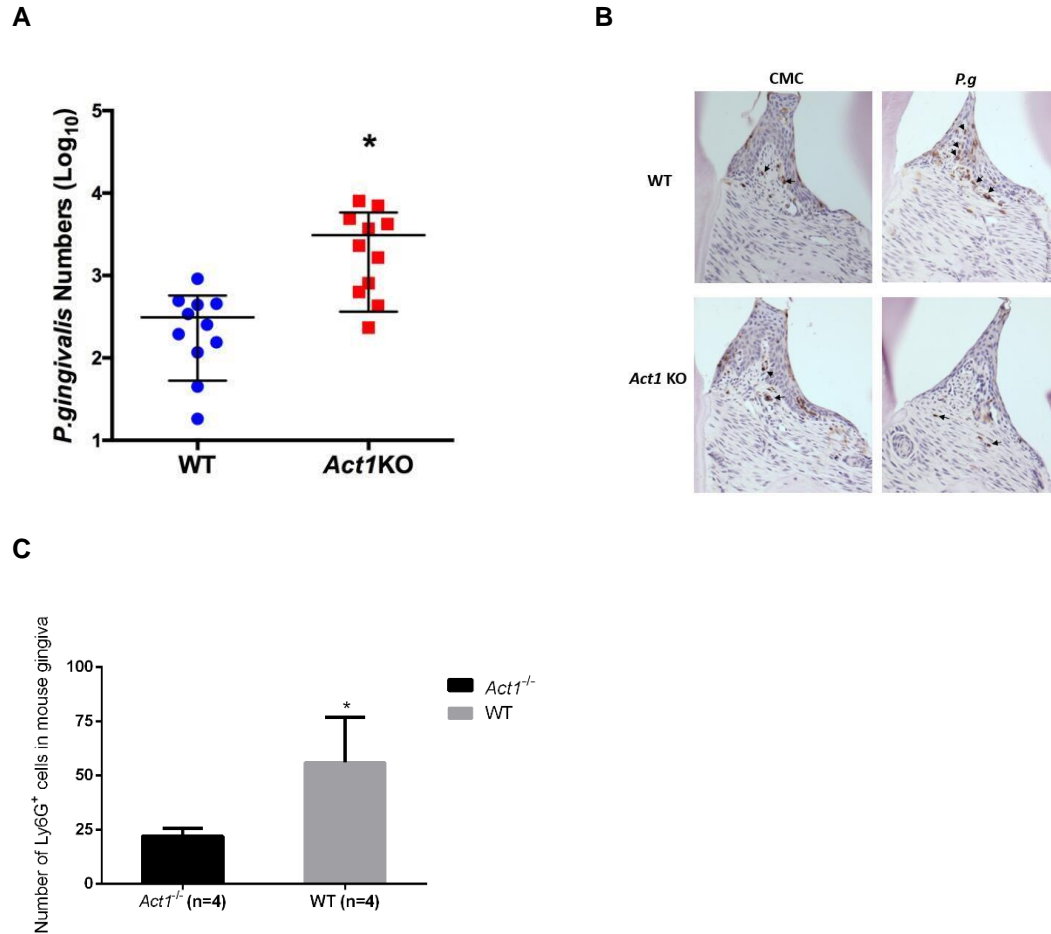 A
B
P.gingivalis Numbers (Log10)
5
4
3
2
1
*
WT
Act1KO
CMC
P.g
WT
Act1 KO
C
Number of Ly6G+ cells in mouse gingiva
100
75
50
25
0
*
Act1-/- (n=4)
WT (n=4)
Act1-/-
WT